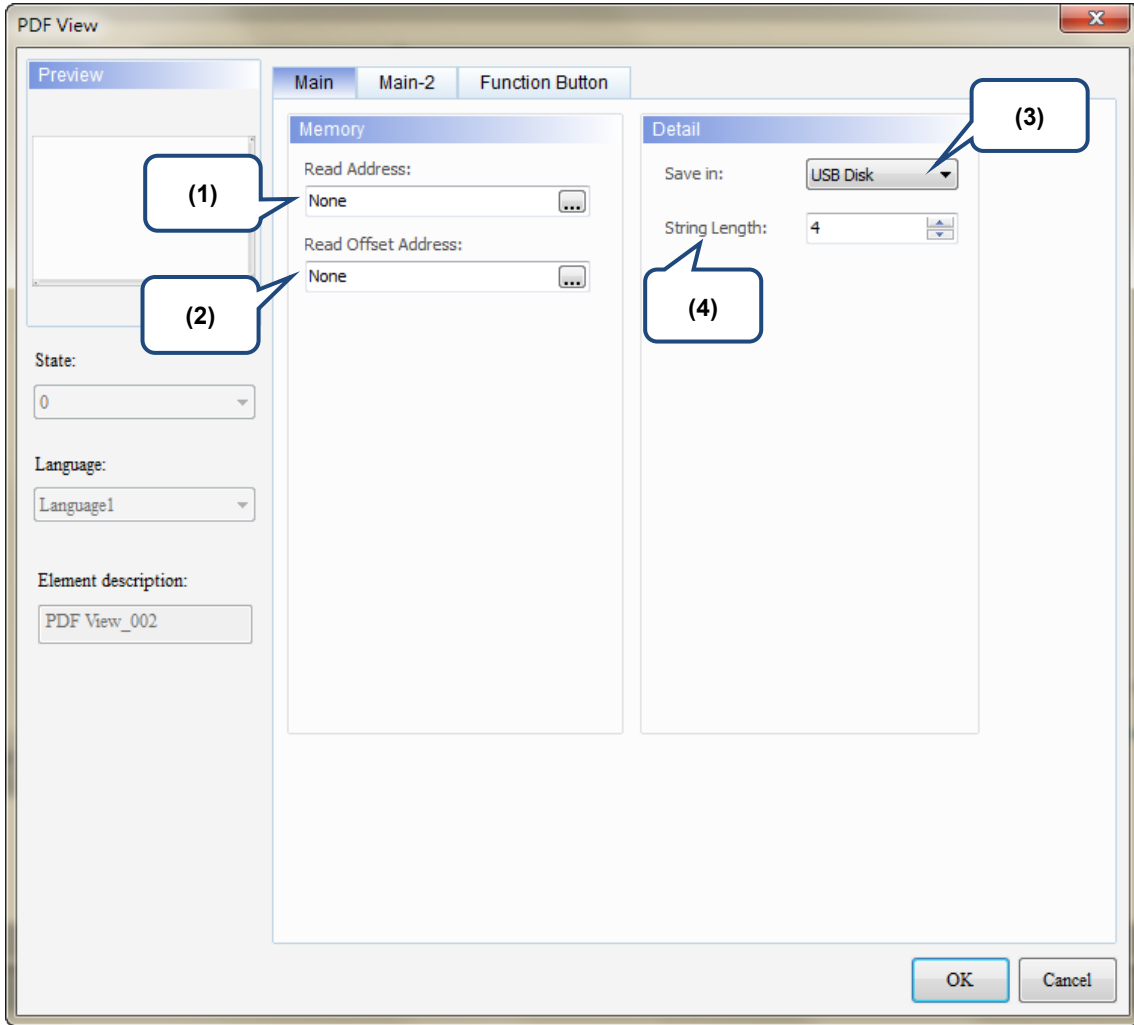 PDF View
x
Preview
State:
0
Language:
Language1
Element description:
PDF View_002
Main Main-2 Function Button
Memory
Read Address:
None ...
Read Offset Address:
None ...
Detail
Save in: USB Disk
String Length: 4
(1)
(2)
(3)
(4)
OK Cancel